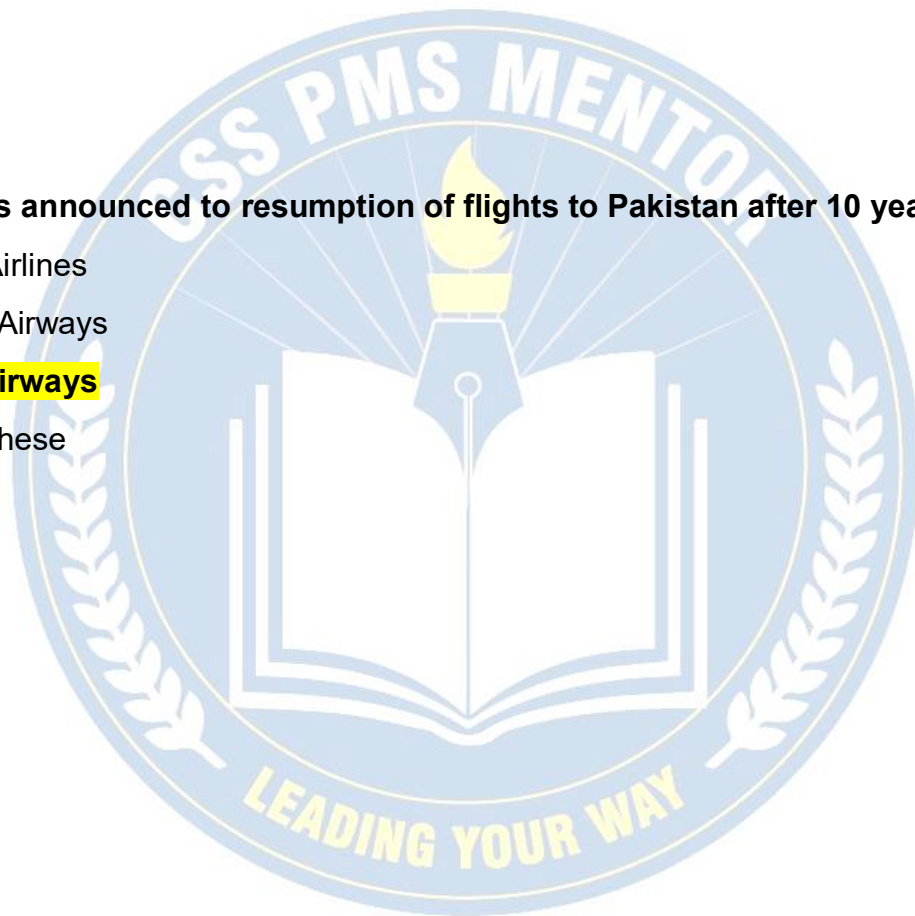 CSS PMS MENTOR
s announced to resumption of flights to Pakistan after 10 yea
Airlines
Airways
irways
hese
LEADING YOUR WAY